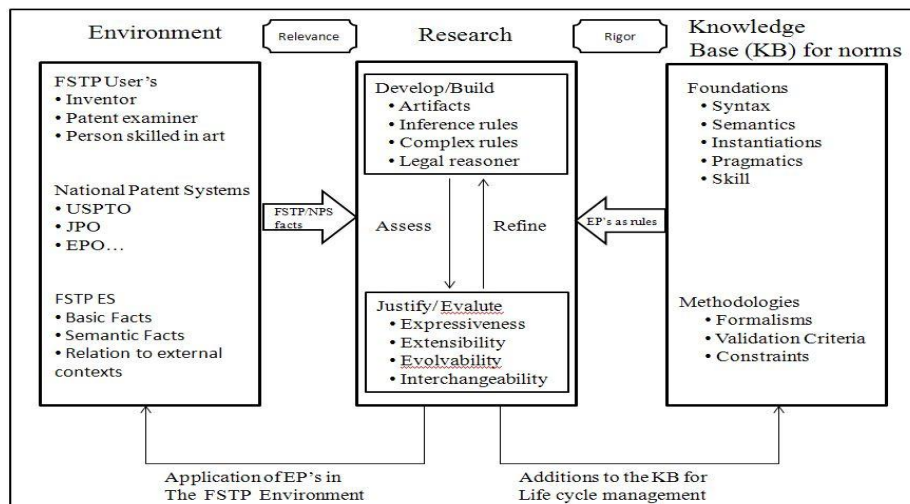 Environment
Relevance
Research
Rigor
Knowledge
Base (KB) for norms
FSTP User's
• Inventor
• Patent examiner
• Person skilled in art
National Patent Systems
• USPTO
• JPO
• EPO…
FSTP ES
• Basic Facts
• Semantic Facts
• Relation to external
contexts
FSTP/NPS
facts
Develop/Build
• Artifacts
• Inference rules
• Complex rules
• Legal reasoner
Assess
Refine
Justify/ Evalute
• Expressiveness
• Extensibility
• Evolvability
• Interchangeability
EP's as rules
Foundations
• Syntax
• Semantics
• Instantiations
• Pragmatics
• Skill
Methodologies
• Formalisms
• Validation Criteria
• Constraints
Application of EP's in
The FSTP Environment
Additions to the KB for
Life cycle management